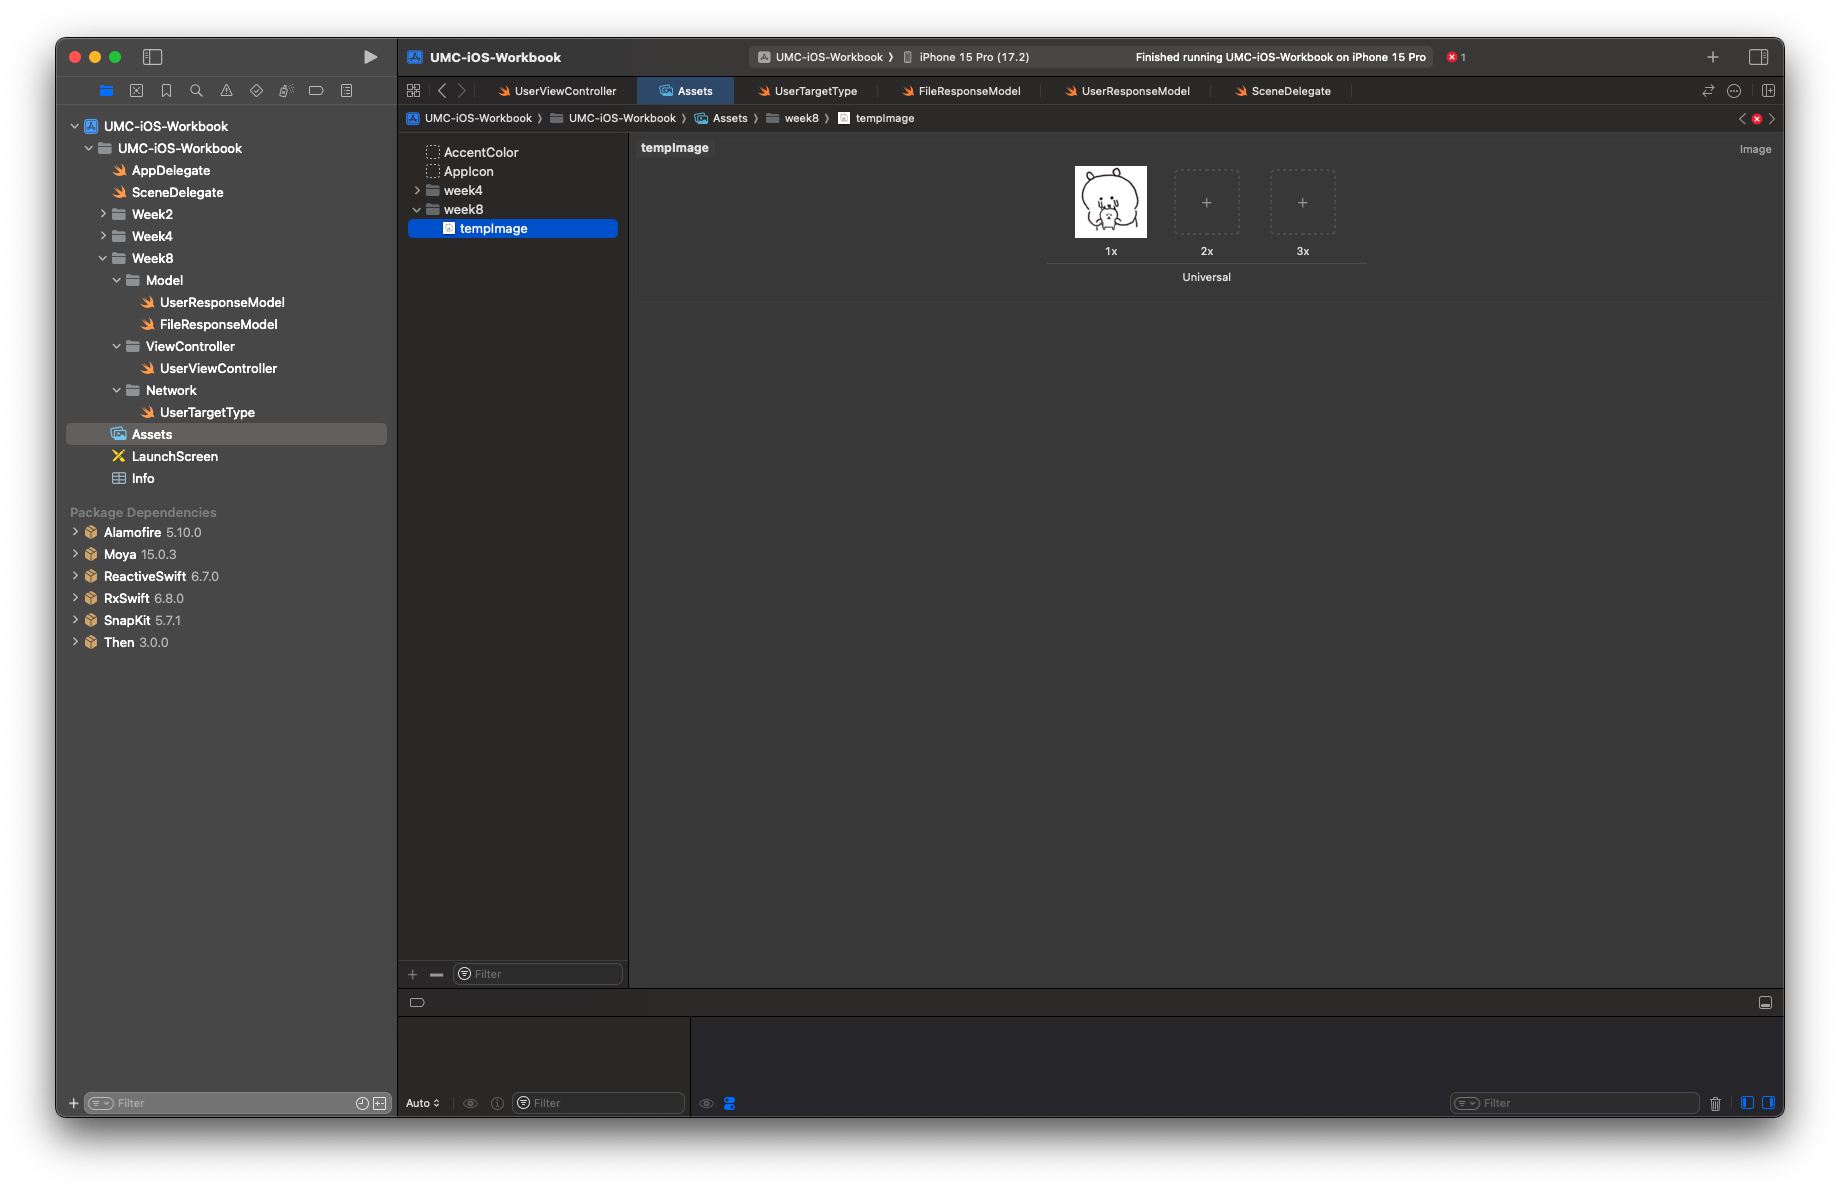 UMC-iOS-Workbook
UMC-iOS-Workbook
iPhone 15 Pro (17.2)
Finished running UMC-iOS-Workbook on iPhone 15 Pro
1
UserViewController
Assets
UserTargetType
FileResponseModel
UserResponseModel
SceneDelegate
UMC-iOS-Workbook
UMC-iOS-Workbook
Assets
week8
tempImage
UMC-iOS-Workbook
UMC-iOS-Workbook
AppDelegate
SceneDelegate
Week2
Week4
Week8
Model
UserResponseModel
FileResponseModel
ViewController
UserViewController
Network
UserTargetType
Assets
LaunchScreen
Info
Package Dependencies
Alamofire 5.10.0
Moya 15.0.3
ReactiveSwift 6.7.0
RxSwift 6.8.0
SnapKit 5.7.1
Then 3.0.0
Filter
AccentColor
AppIcon
week4
week8
tempImage
Filter
tempImage
Image
1x
2x
3x
Universal
Auto
Filter
Filter